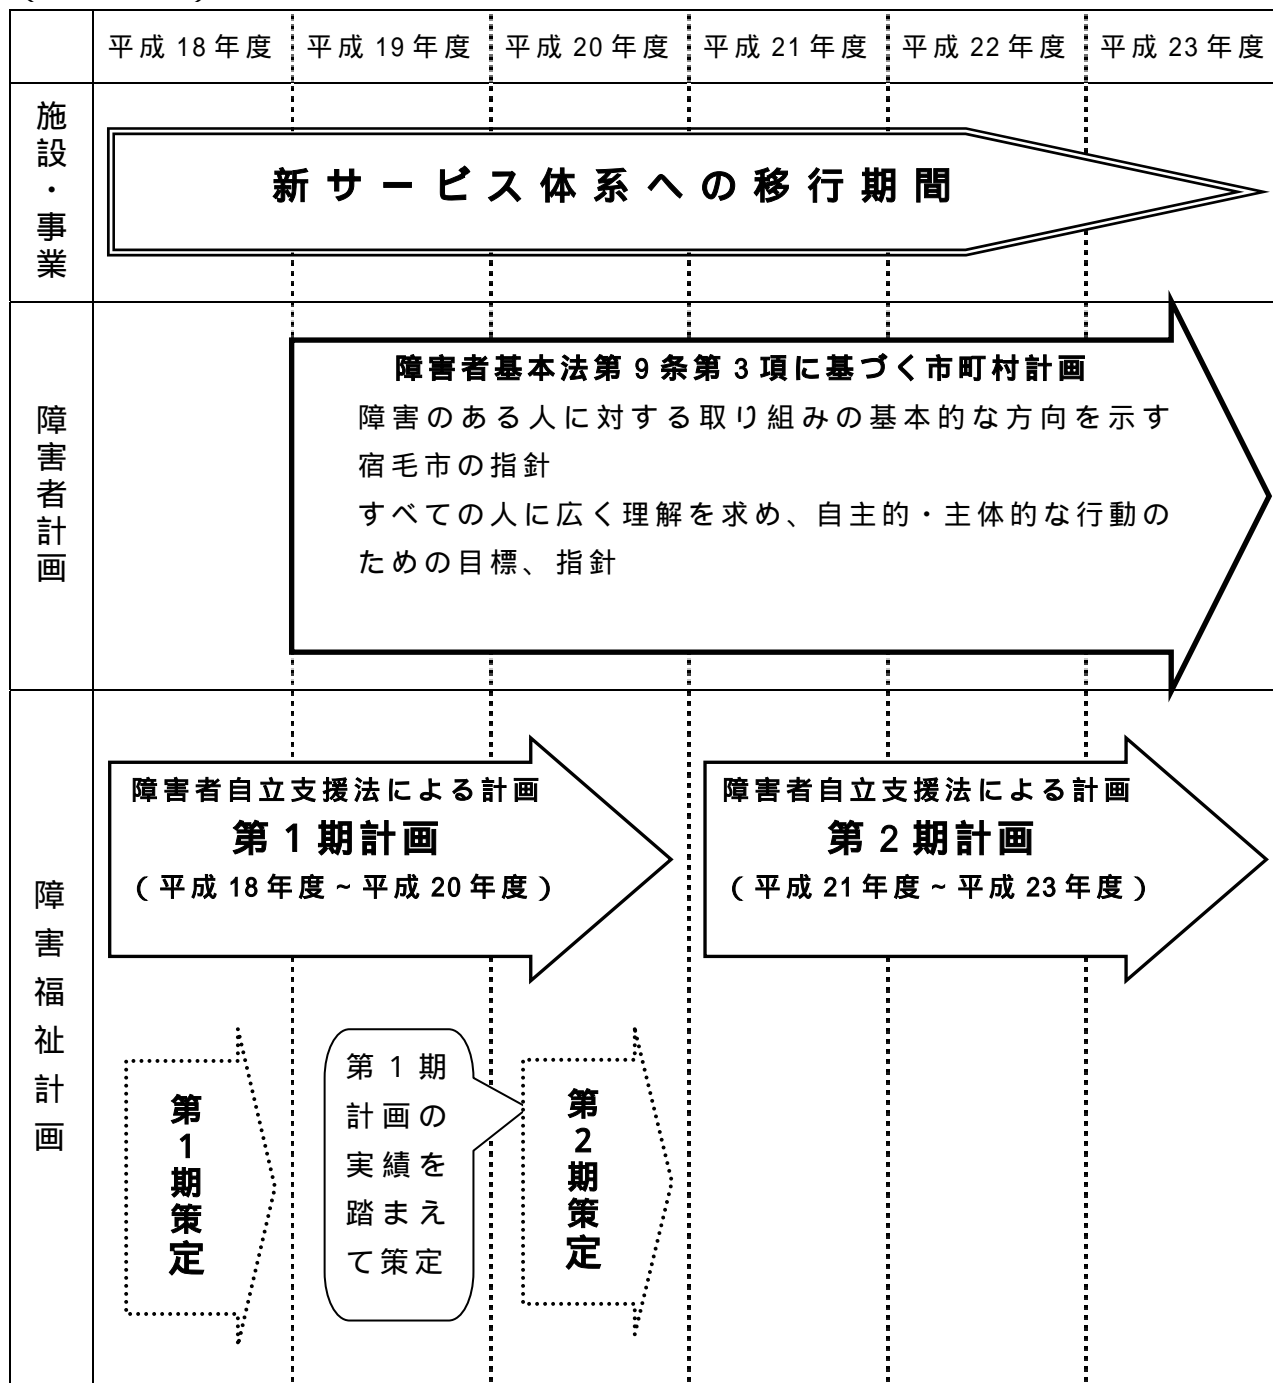 平成18年度 平成19年度 平成20年度 平成21年度 平成22年度 平成23年度
施設・事業
新サービス体系への移行期間
障害者計画
障害者基本法第9条第3項に基づく市町村計画
障害のある人に対する取り組みの基本的な方向を示す
宿毛市の指針
すべての人に広く理解を求め、自主的・主体的な行動の
ための目標、指針
障害福祉計画
障害者自立支援法による計画
第1期計画
(平成18年度~平成20年度)
障害者自立支援法による計画
第2期計画
(平成21年度~平成23年度)
第1期策定
第1期
計画の
実績を
踏まえ
て策定
第2期策定